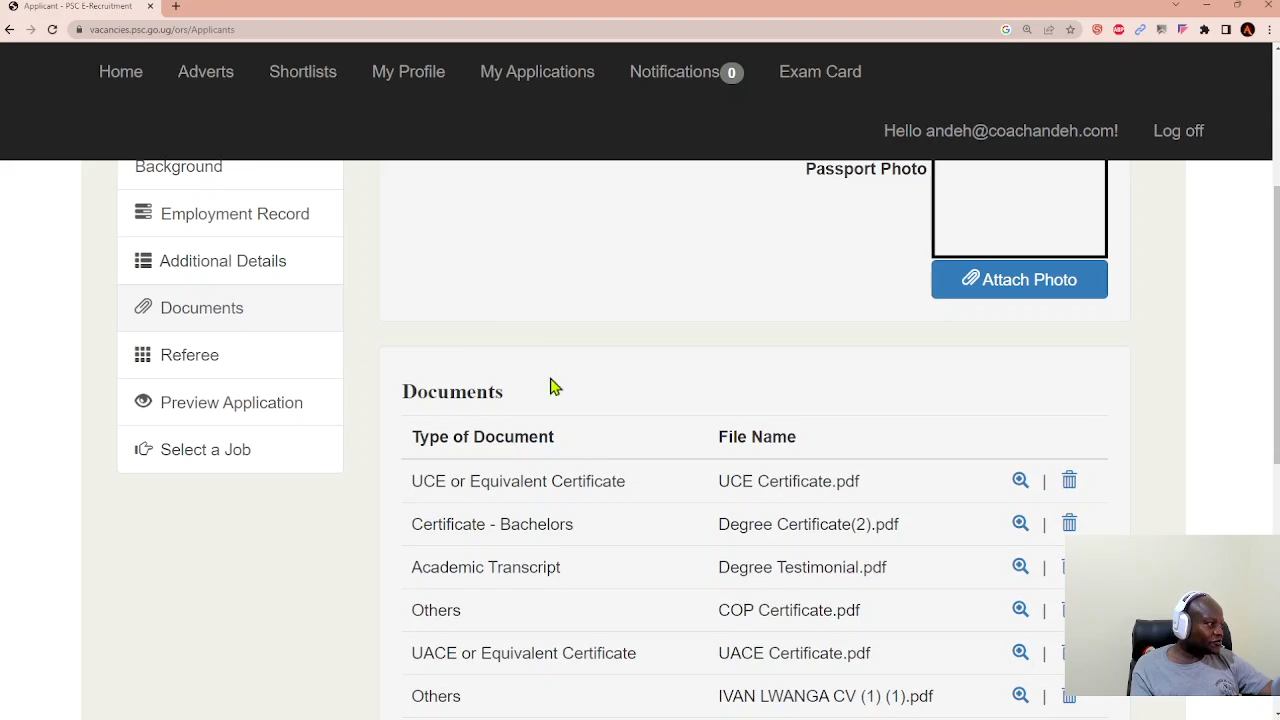 Applicant - PSC E-Recruitment
vacancies.psc.go.ug/ors/Applicants
Home Adverts Shortlists My Profile My Applications Notifications 0 Exam Card
Hello andeh@coachandeh.com! Log off
Background
Employment Record
Additional Details
Documents
Referee
Preview Application
Select a Job
Passport Photo
Attach Photo
Documents
Type of Document File Name
UCE or Equivalent Certificate UCE Certificate.pdf |
Certificate - Bachelors Degree Certificate(2).pdf |
Academic Transcript Degree Testimonial.pdf |
Others COP Certificate.pdf |
UACE or Equivalent Certificate UACE Certificate.pdf |
Others IVAN LWANGA CV (1) (1).pdf |